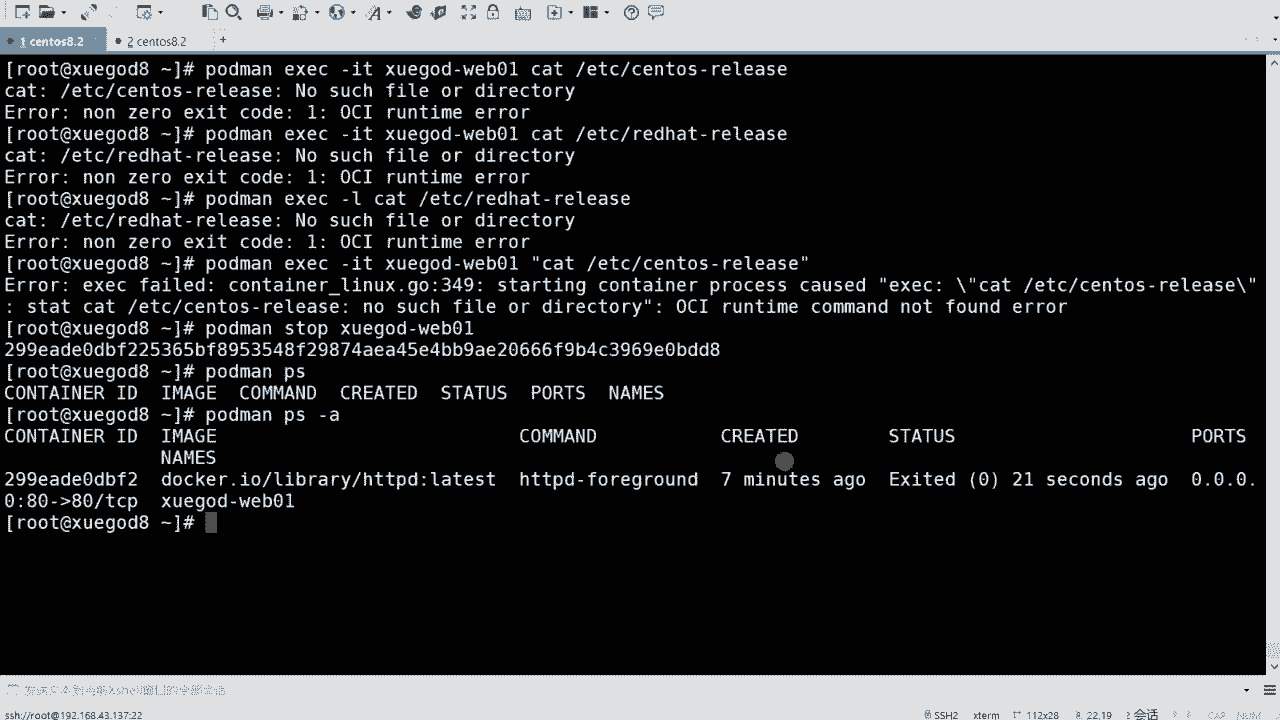 1 centos8.2
2 centos8.2
+
[root@xuegod8 ~]# podman exec -it xuegod-web01 cat /etc/centos-release
cat: /etc/centos-release: No such file or directory
Error: non zero exit code: 1: OCI runtime error
[root@xuegod8 ~]# podman exec -it xuegod-web01 cat /etc/redhat-release
cat: /etc/redhat-release: No such file or directory
Error: non zero exit code: 1: OCI runtime error
[root@xuegod8 ~]# podman exec -l cat /etc/redhat-release
cat: /etc/redhat-release: No such file or directory
Error: non zero exit code: 1: OCI runtime error
[root@xuegod8 ~]# podman exec -it xuegod-web01 "cat /etc/centos-release"
Error: exec failed: container_linux.go:349: starting container process caused "exec: \"cat /etc/centos-release\"
: stat cat /etc/centos-release: no such file or directory": OCI runtime command not found error
[root@xuegod8 ~]# podman stop xuegod-web01
299eade0dbf225365bf8953548f29874aea45e4bb9ae20666f9b4c3969e0bdd8
[root@xuegod8 ~]# podman ps
CONTAINER ID  IMAGE  COMMAND  CREATED  STATUS  PORTS  NAMES
[root@xuegod8 ~]# podman ps -a
CONTAINER ID  IMAGE                           COMMAND           CREATED        STATUS                     PORTS
              NAMES
299eade0dbf2  docker.io/library/httpd:latest  httpd-foreground  7 minutes ago  Exited (0) 21 seconds ago  0.0.0.
0:80->80/tcp  xuegod-web01
[root@xuegod8 ~]#
ssh://root@192.168.43.137:22
SSH2
xterm
112x28
22,19
2 会话
CAP
NUM